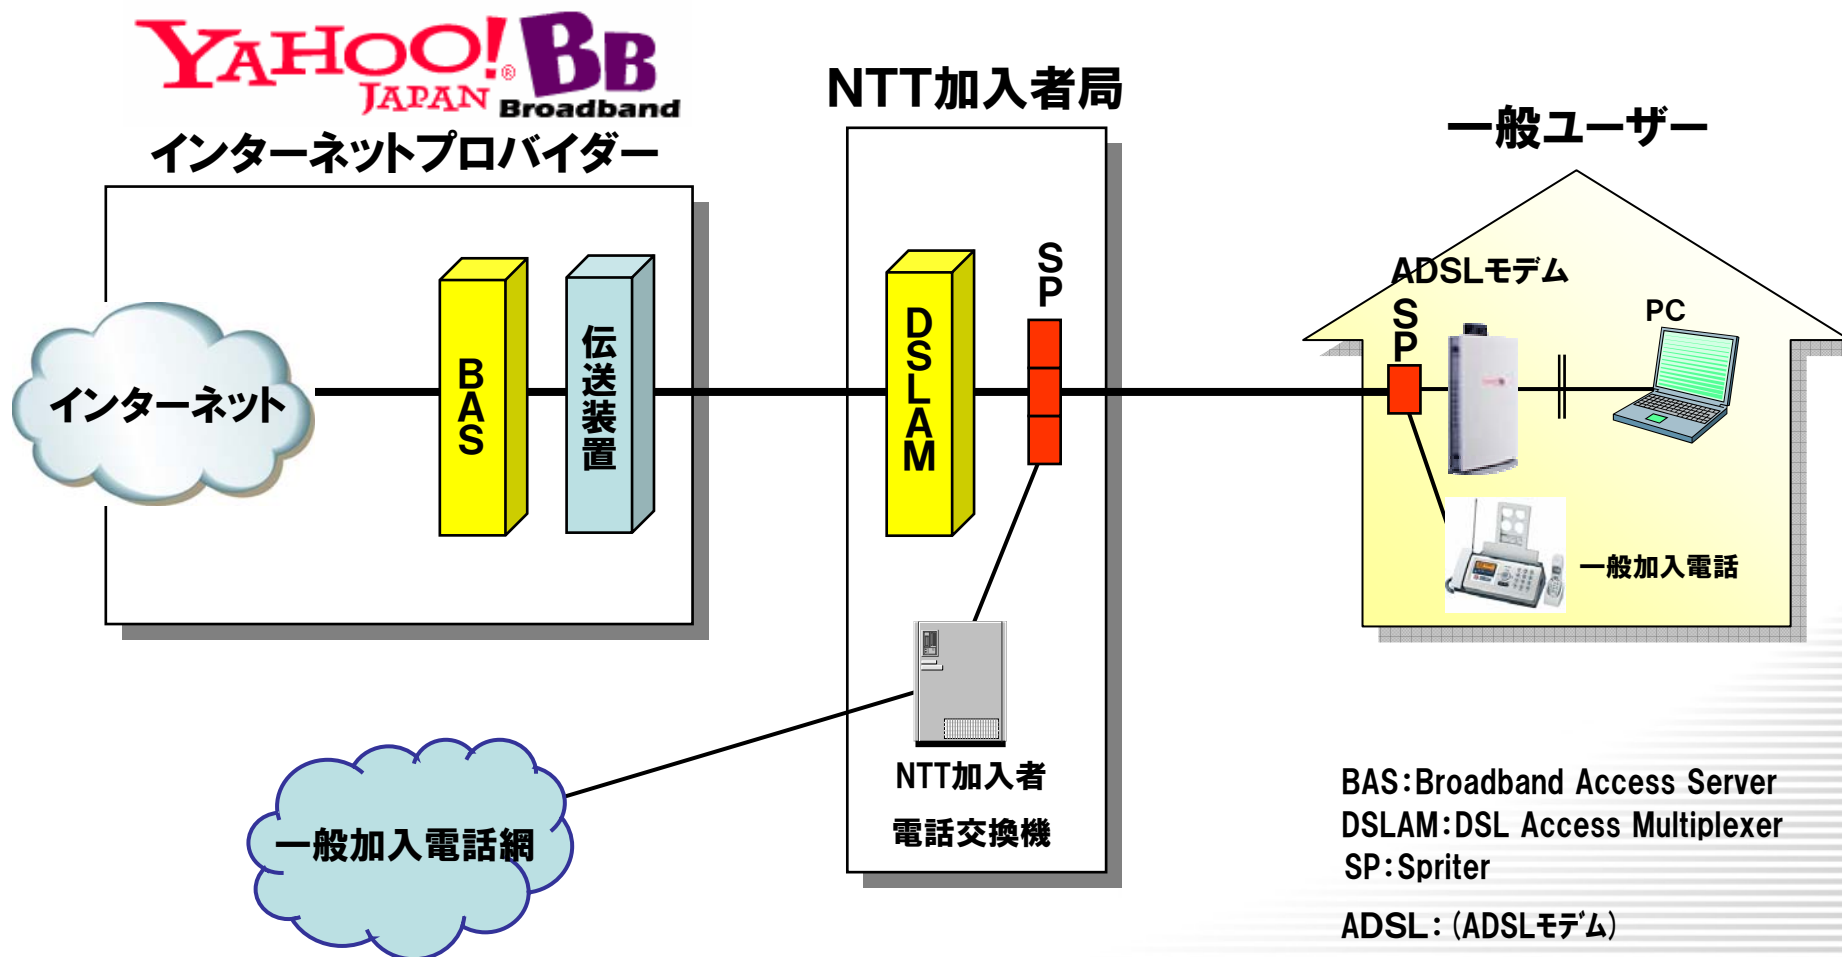 YAHOO!® BB
JAPAN Broadband
インターネットプロバイダー
NTT加入者局
一般ユーザー
インターネット
BAS
伝送装置
DSLAM
SP
ADSLモデム
SP
PC
一般加入電話
NTT加入者
電話交換機
一般加入電話網
BAS:Broadband Access Server
DSLAM:DSL Access Multiplexer
SP:Spriter
ADSL:(ADSLモデム)